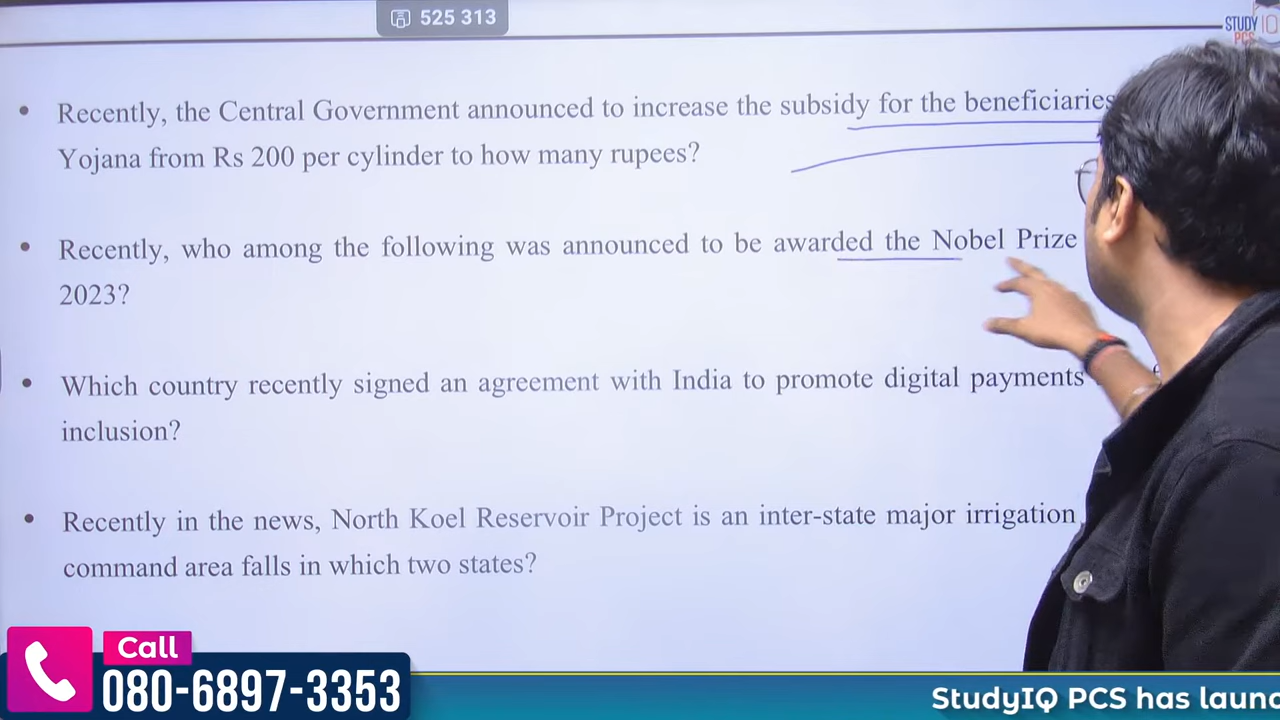 525 313
STUDY IQ
PCS
• Recently, the Central Government announced to increase the subsidy for the beneficiaries
Yojana from Rs 200 per cylinder to how many rupees?
• Recently, who among the following was announced to be awarded the Nobel Prize
2023?
• Which country recently signed an agreement with India to promote digital payments
inclusion?
• Recently in the news, North Koel Reservoir Project is an inter-state major irrigation
command area falls in which two states?
Call
080-6897-3353
StudyIQ PCS has launc